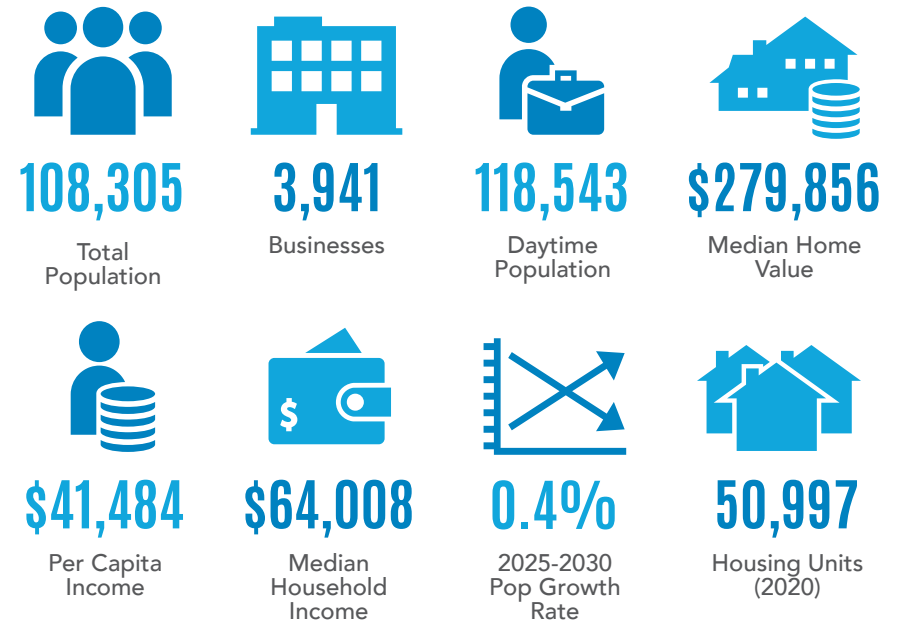 108,305
Total
Population
3,941
Businesses
118,543
Daytime
Population
$279,856
Median Home
Value
$41,484
Per Capita
Income
$
$64,008
Median
Household
Income
0.4%
2025-2030
Pop Growth
Rate
50,997
Housing Units
(2020)